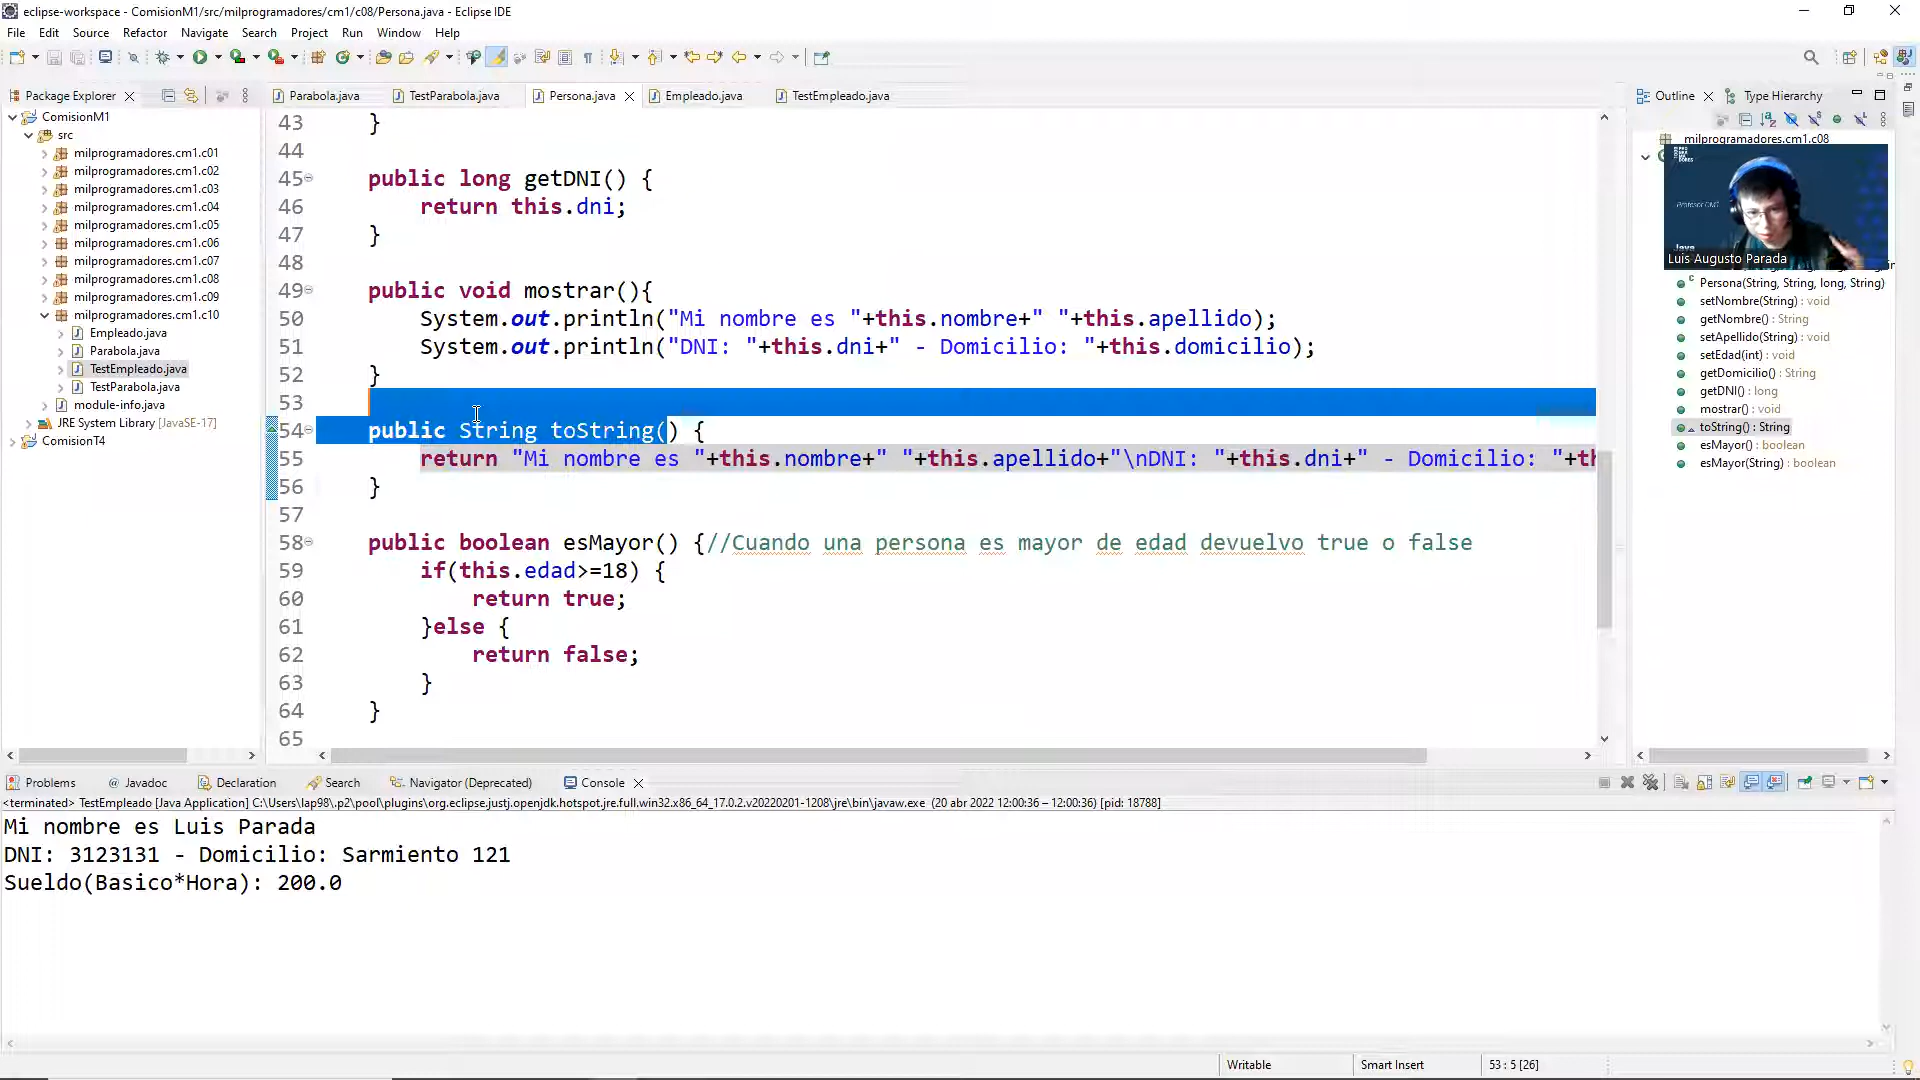 eclipse-workspace - ComisionM1/src/milprogramadores/cm1/c08/Persona.java - Eclipse IDE
File Edit Source Refactor Navigate Search Project Run Window Help
Package Explorer
ComisionM1
src
milprogramadores.cm1.c01
milprogramadores.cm1.c02
milprogramadores.cm1.c03
milprogramadores.cm1.c04
milprogramadores.cm1.c05
milprogramadores.cm1.c06
milprogramadores.cm1.c07
milprogramadores.cm1.c08
milprogramadores.cm1.c09
milprogramadores.cm1.c10
Empleado.java
Parabola.java
TestEmpleado.java
TestParabola.java
module-info.java
JRE System Library [JavaSE-17]
ComisionT4
Parabola.java TestParabola.java Persona.java Empleado.java TestEmpleado.java
43 }
44
45 public long getDNI() {
46 return this.dni;
47 }
48
49 public void mostrar(){
50 System.out.println("Mi nombre es "+this.nombre+" "+this.apellido);
51 System.out.println("DNI: "+this.dni+" - Domicilio: "+this.domicilio);
52 }
53
54 public String toString() {
55 return "Mi nombre es "+this.nombre+" "+this.apellido+"\nDNI: "+this.dni+" - Domicilio: "+th
56 }
57
58 public boolean esMayor() {//Cuando una persona es mayor de edad devuelvo true o false
59 if(this.edad>=18) {
60 return true;
61 }else {
62 return false;
63 }
64 }
65
Outline Type Hierarchy
milprogramadores.cm1.c08
Profesor CM1
Java
Luis Augusto Parada
Persona(String, String, long, String)
setNombre(String) : void
getNombre() : String
setApellido(String) : void
setEdad(int) : void
getDomicilio() : String
getDNI() : long
mostrar() : void
toString() : String
esMayor() : boolean
esMayor(String) : boolean
Problems @ Javadoc Declaration Search Navigator (Deprecated) Console
<terminated> TestEmpleado [Java Application] C:\Users\lap98\.p2\pool\plugins\org.eclipse.justj.openjdk.hotspot.jre.full.win32.x86_64_17.0.2.v20220201-1208\jre\bin\javaw.exe (20 abr 2022 12:00:36 – 12:00:36) [pid: 18788]
Mi nombre es Luis Parada
DNI: 3123131 - Domicilio: Sarmiento 121
Sueldo(Basico*Hora): 200.0
Writable Smart Insert 53 : 5 [26]